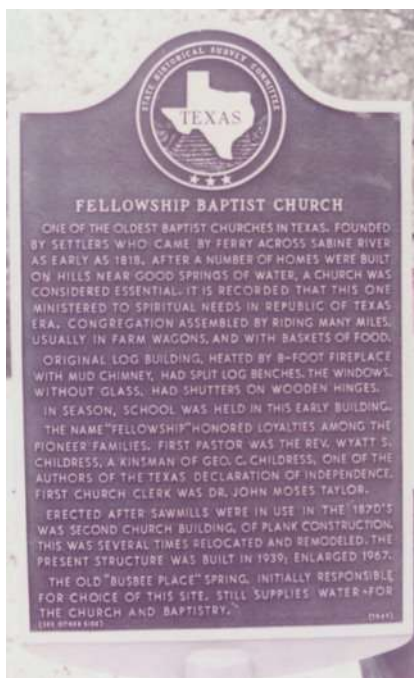 STATE HISTORICAL SURVEY COMMITTEE
TEXAS
FELLOWSHIP BAPTIST CHURCH
ONE OF THE OLDEST BAPTIST CHURCHES IN TEXAS. FOUNDED
BY SETTLERS WHO CAME BY FERRY ACROSS SABINE RIVER
AS EARLY AS 1818. AFTER A NUMBER OF HOMES WERE BUILT
ON HILLS NEAR GOOD SPRINGS OF WATER, A CHURCH WAS
CONSIDERED ESSENTIAL. IT IS RECORDED THAT THIS ONE
MINISTERED TO SPIRITUAL NEEDS IN REPUBLIC OF TEXAS
ERA. CONGREGATION ASSEMBLED BY RIDING MANY MILES,
USUALLY IN FARM WAGONS, AND WITH BASKETS OF FOOD.
ORIGINAL LOG BUILDING, HEATED BY 8-FOOT FIREPLACE
WITH MUD CHIMNEY, HAD SPLIT LOG BENCHES. THE WINDOWS,
WITHOUT GLASS, HAD SHUTTERS ON WOODEN HINGES.
IN SEASON, SCHOOL WAS HELD IN THIS EARLY BUILDING.
THE NAME "FELLOWSHIP" HONORED LOYALTIES AMONG THE
PIONEER FAMILIES. FIRST PASTOR WAS THE REV. WYATT S.
CHILDRESS, A KINSMAN OF GEO. C. CHILDRESS, ONE OF THE
AUTHORS OF THE TEXAS DECLARATION OF INDEPENDENCE.
FIRST CHURCH CLERK WAS DR. JOHN MOSES TAYLOR.
ERECTED AFTER SAWMILLS WERE IN USE IN THE 1870'S
WAS SECOND CHURCH BUILDING, OF PLANK CONSTRUCTION.
THIS WAS SEVERAL TIMES RELOCATED AND REMODELED. THE
PRESENT STRUCTURE WAS BUILT IN 1939; ENLARGED 1967.
THE OLD "BUSBEE PLACE" SPRING, INITIALLY RESPONSIBLE
FOR CHOICE OF THIS SITE, STILL SUPPLIES WATER FOR
THE CHURCH AND BAPTISTRY.
(SEE OTHER SIDE)